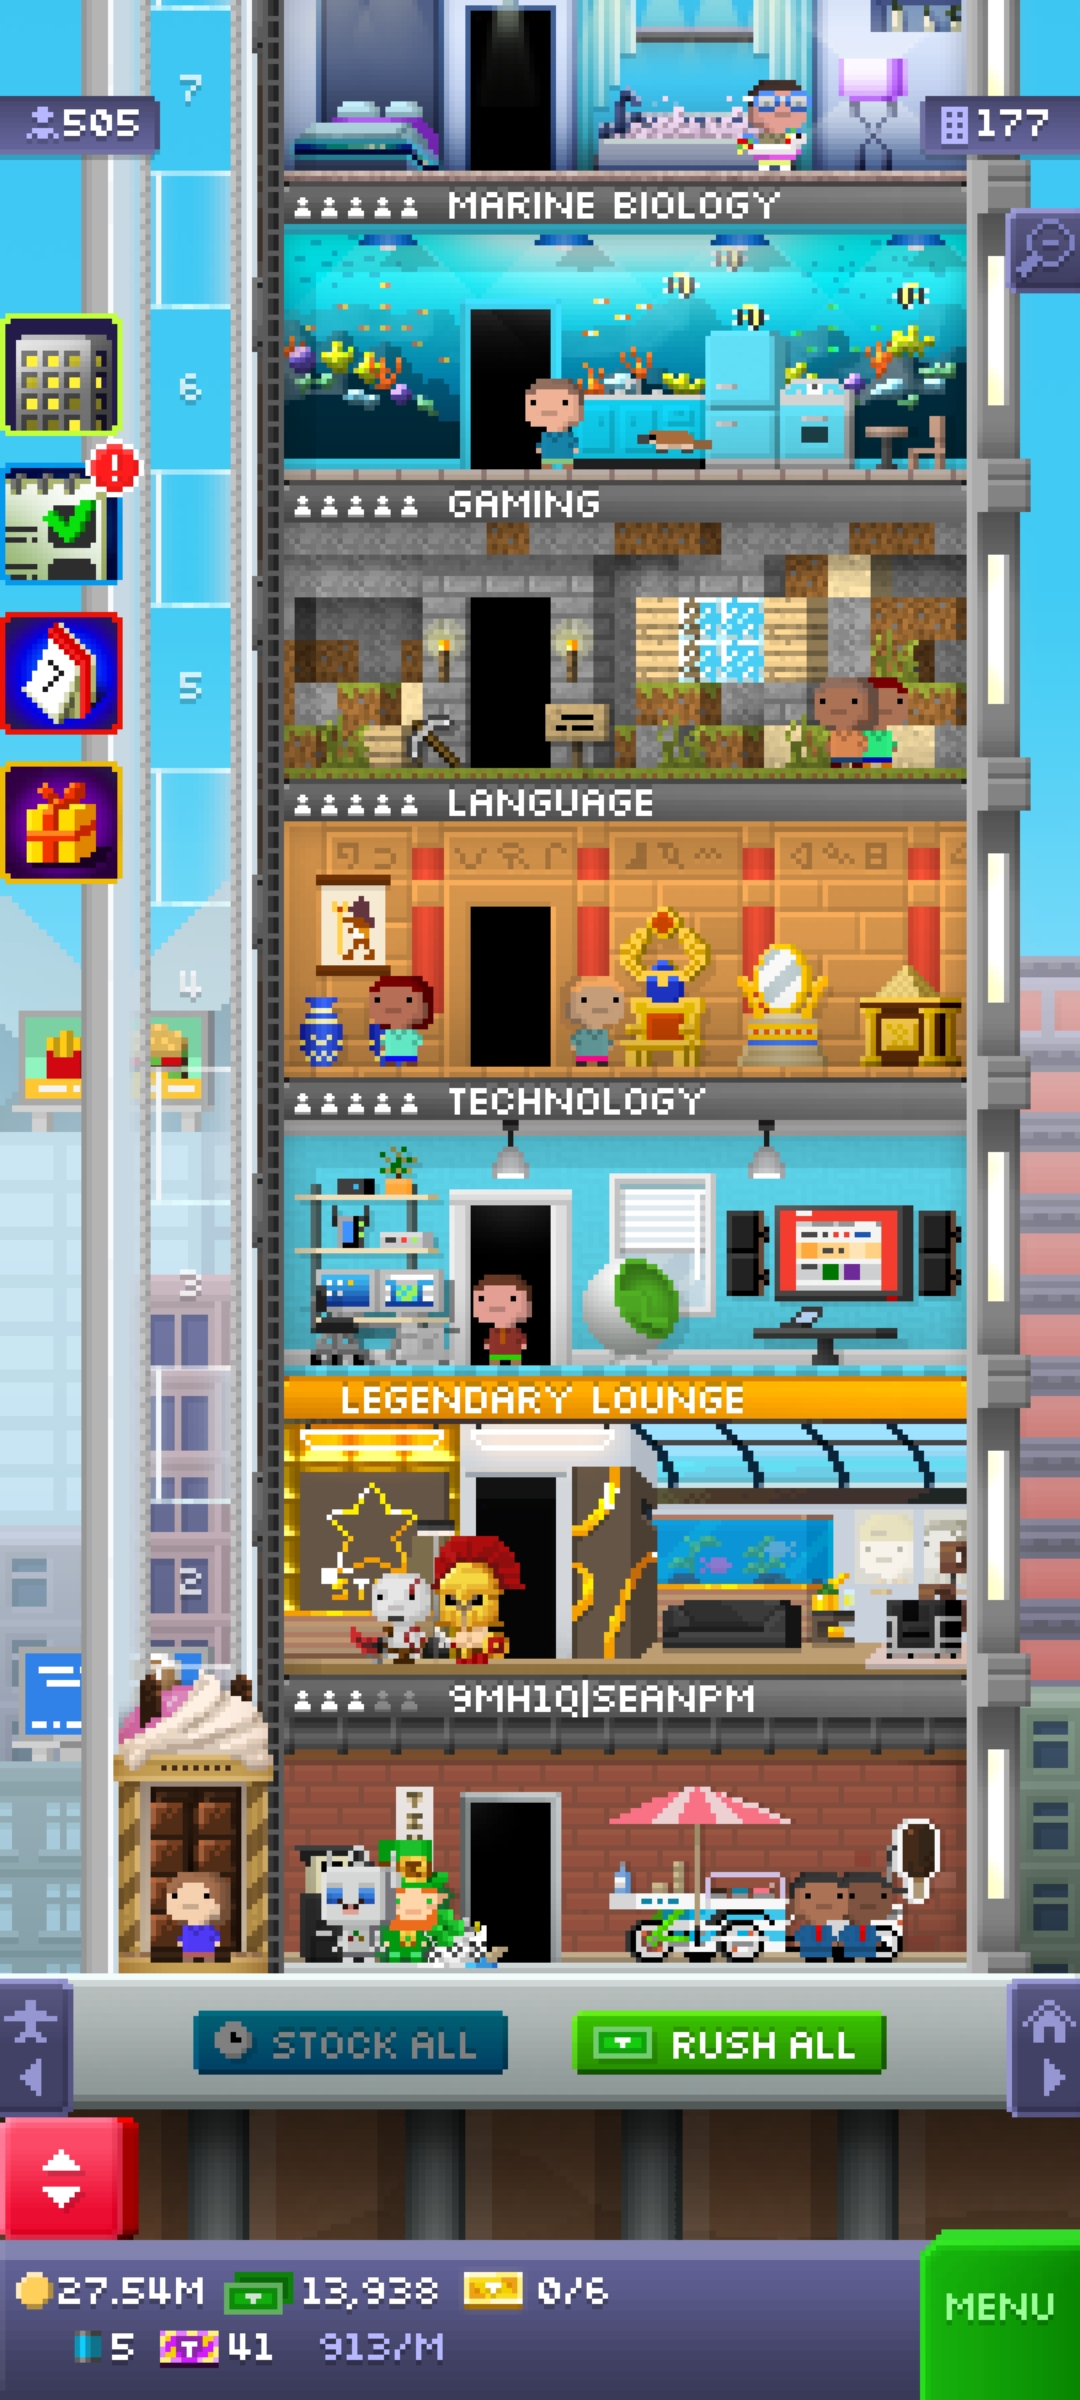 7
505
177
MARINE BIOLOGY
6
GAMING
5
LANGUAGE
4
TECHNOLOGY
3
LEGENDARY LOUNGE
2
9MH1Q|SEANPM
STOCK ALL
RUSH ALL
27.54M
13,938
0/6
MENU
5
41
913/M